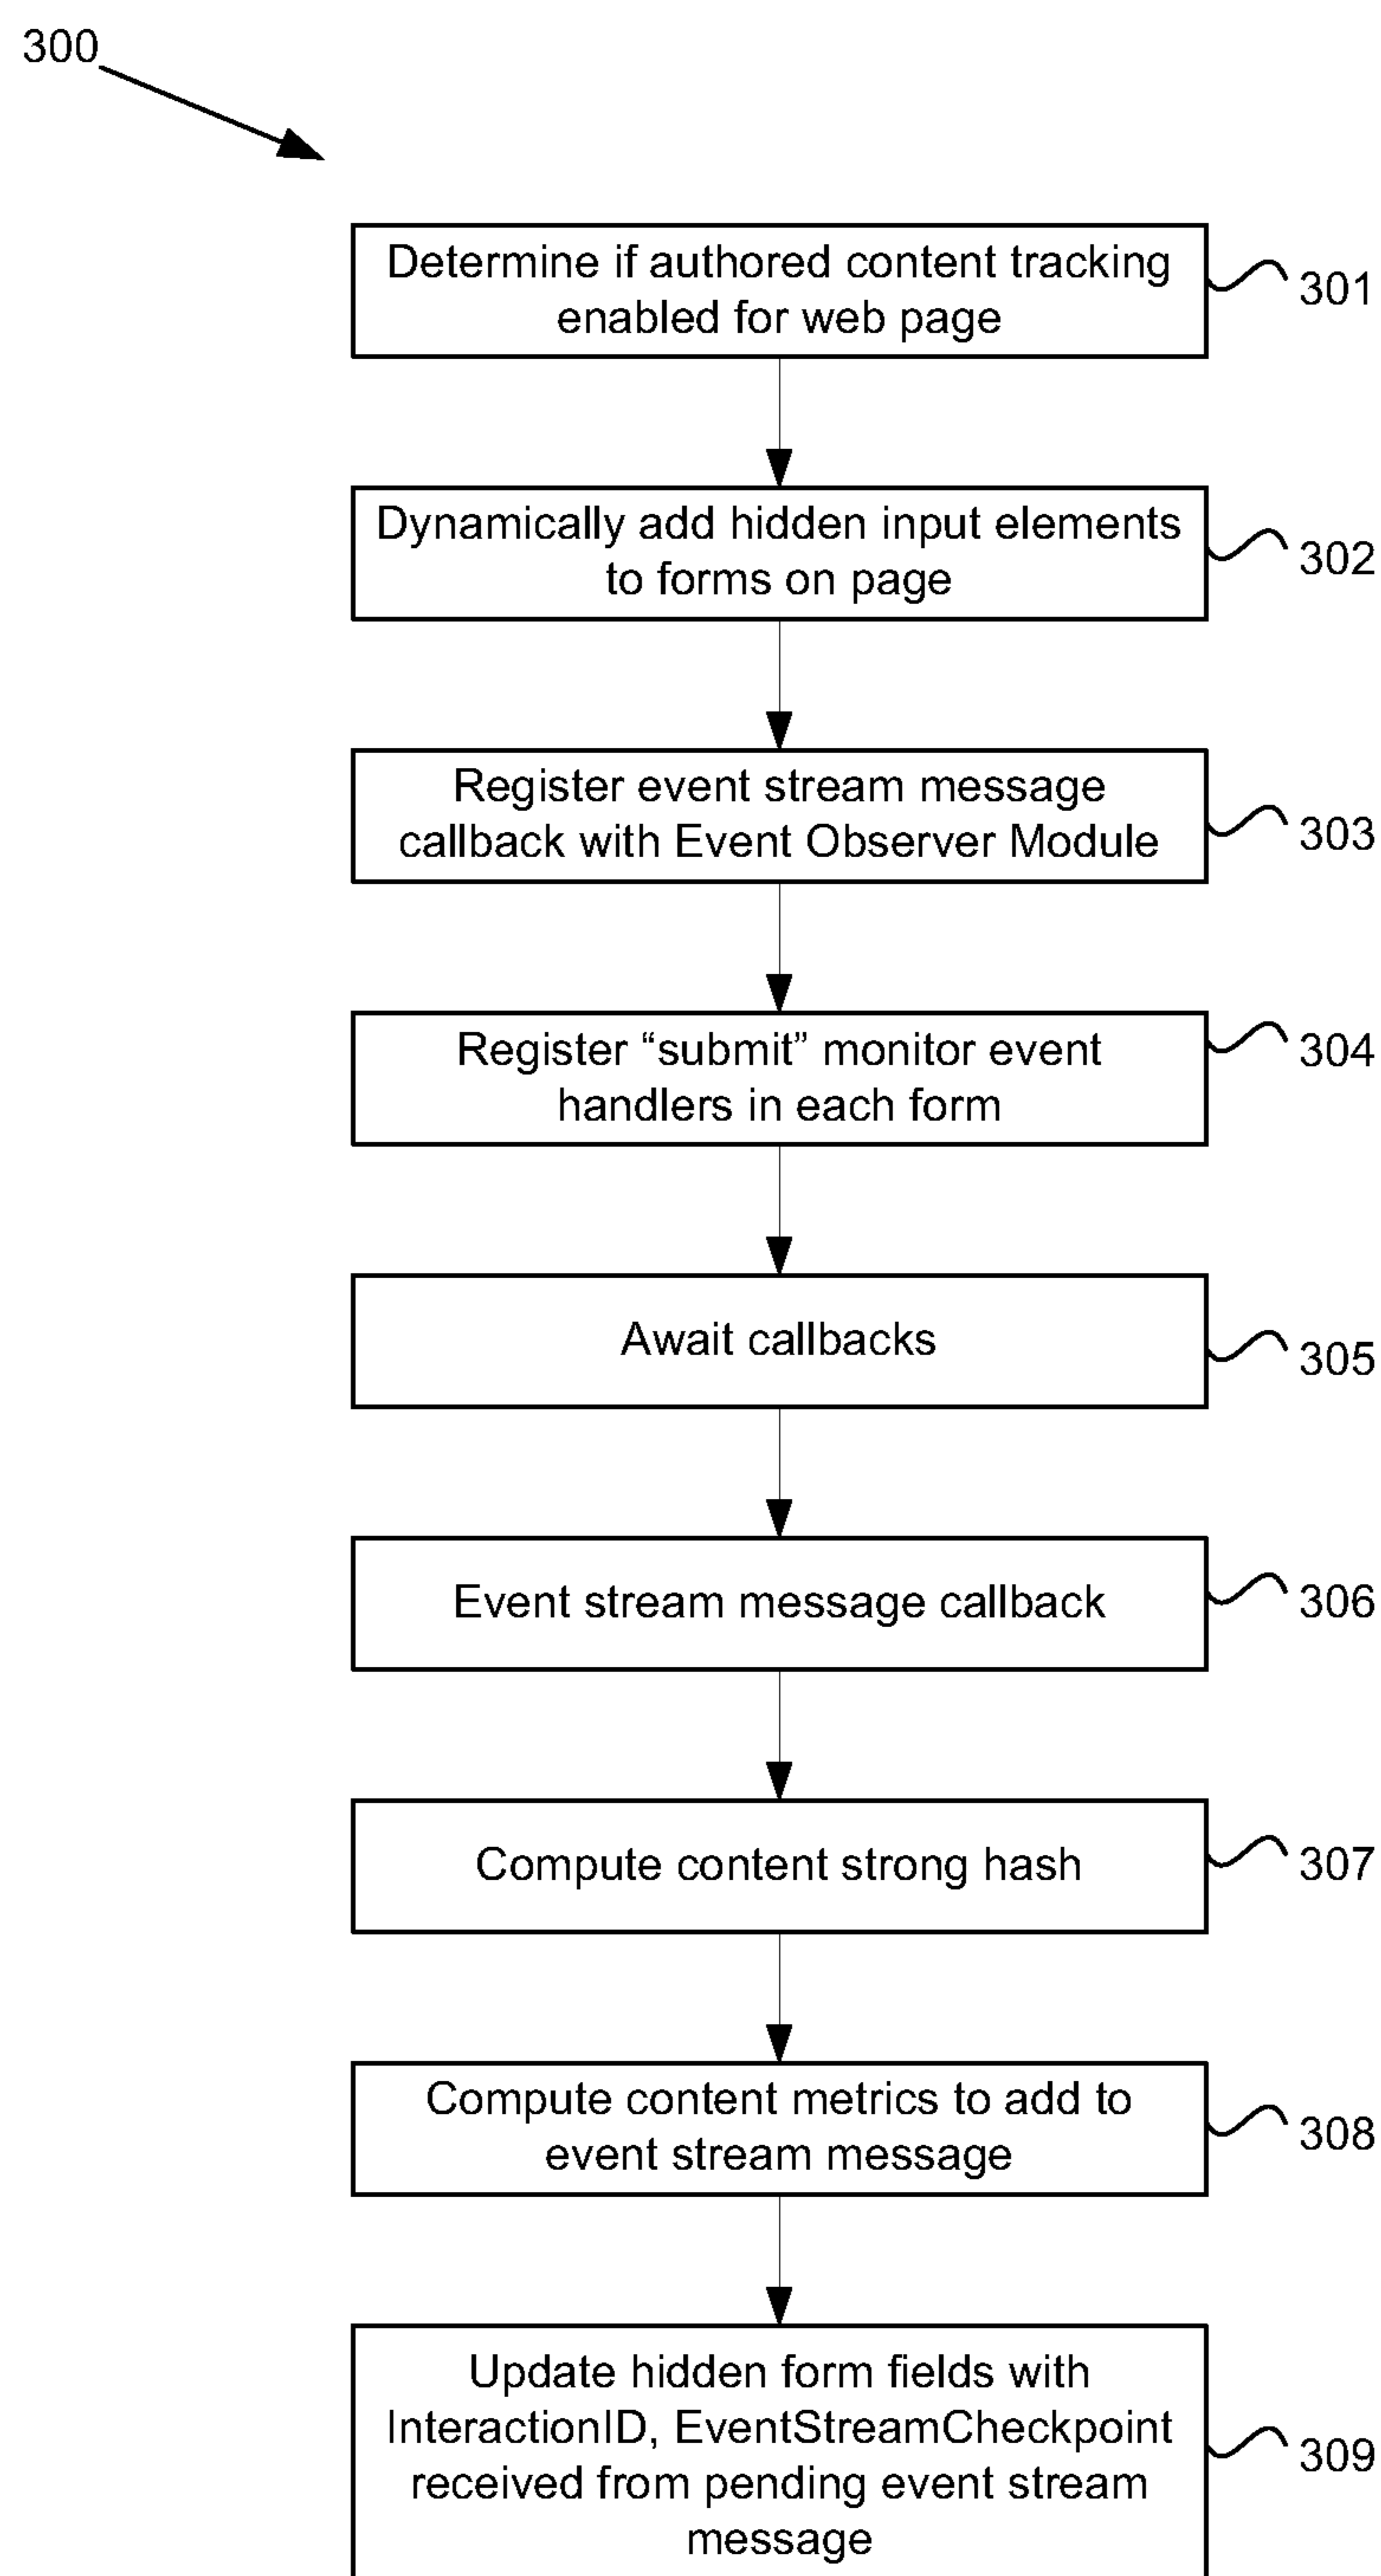 300
Determine if authored content tracking
enabled for web page
301
Dynamically add hidden input elements
to forms on page
302
Register event stream message
callback with Event Observer Module
303
Register “submit” monitor event
handlers in each form
304
Await callbacks
305
Event stream message callback
306
Compute content strong hash
307
Compute content metrics to add to
event stream message
308
Update hidden form fields with
InteractionID, EventStreamCheckpoint
received from pending event stream
message
309